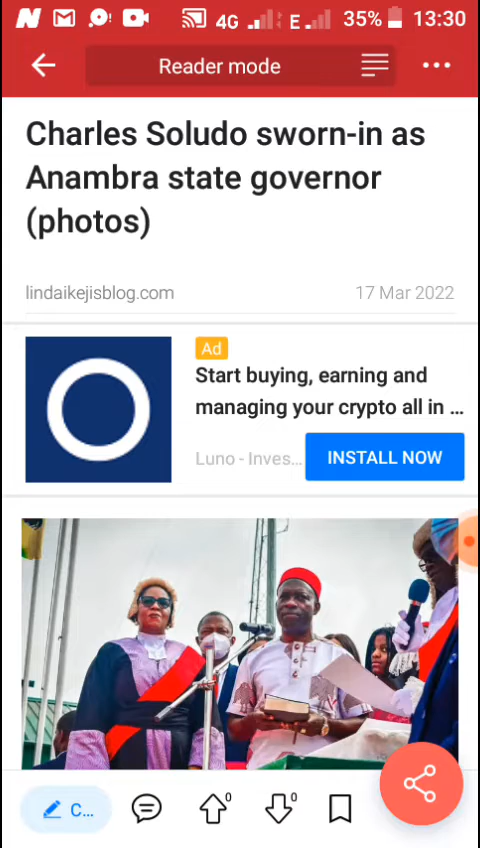 4G E 35% 13:30
Reader mode
Charles Soludo sworn-in as
Anambra state governor
(photos)
lindaikejisblog.com 17 Mar 2022
Ad
Start buying, earning and
managing your crypto all in ...
Luno - Inves... INSTALL NOW
C... 0 0